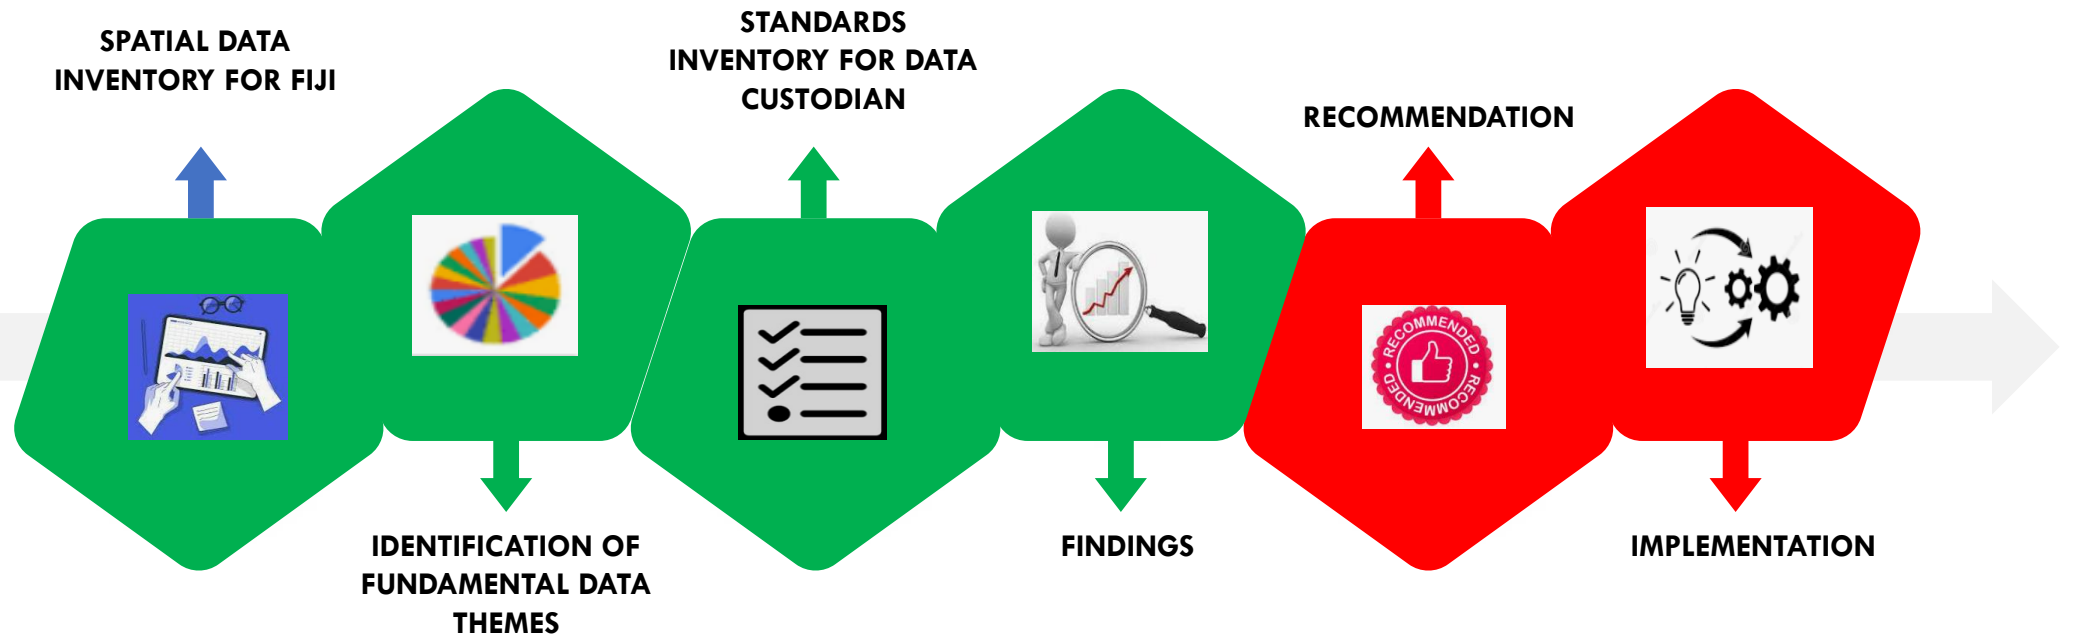 SPATIAL DATA
INVENTORY FOR FIJI
IDENTIFICATION OF
FUNDAMENTAL DATA
THEMES
STANDARDS
INVENTORY FOR DATA
CUSTODIAN
FINDINGS
RECOMMENDATION
RECOMMENDED
RECOMMENDED
IMPLEMENTATION